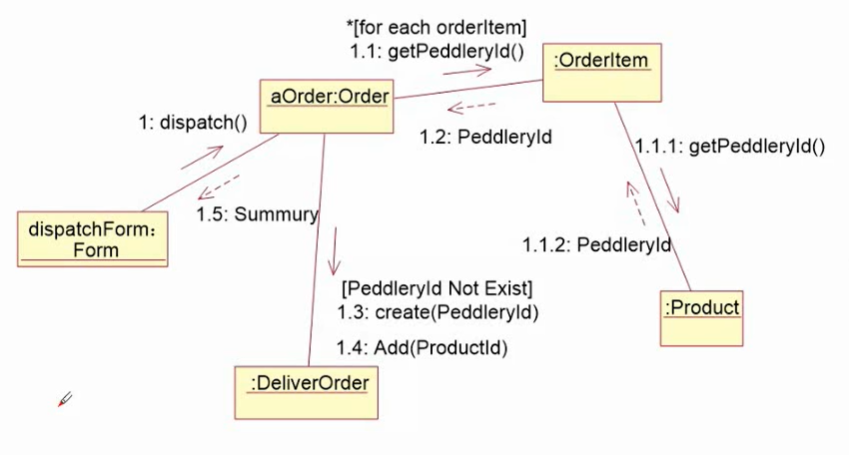 *[for each orderItem]
1.1: getPeddleryId()
:OrderItem
aOrder:Order
1: dispatch()
1.2: PeddleryId
1.1.1: getPeddleryId()
1.5: Summury
dispatchForm:
Form
1.1.2: PeddleryId
[PeddleryId Not Exist]
1.3: create(PeddleryId)
:Product
1.4: Add(ProductId)
:DeliverOrder